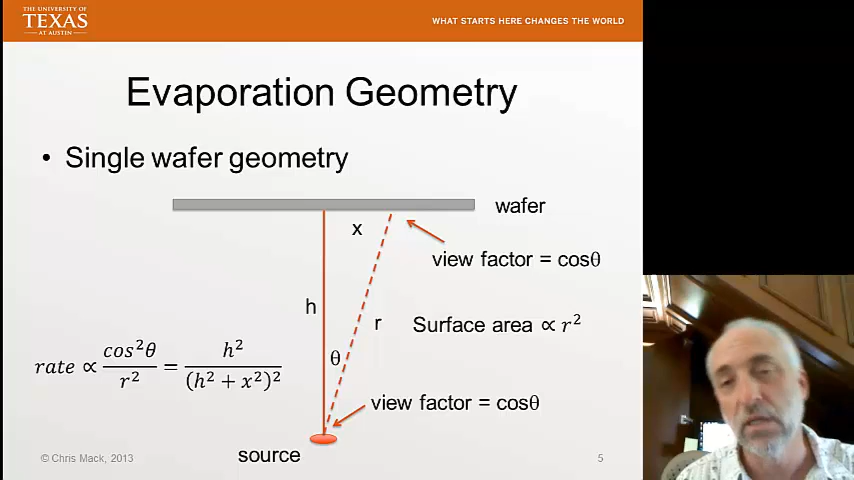 THE UNIVERSITY OF
TEXAS
AT AUSTIN
WHAT STARTS HERE CHANGES THE WORLD
Evaporation Geometry
• Single wafer geometry
wafer
x
view factor = cosθ
h
r
Surface area ∝ r²
θ
rate ∝ cos²θ / r² = h² / (h² + x²)²
view factor = cosθ
source
© Chris Mack, 2013
5